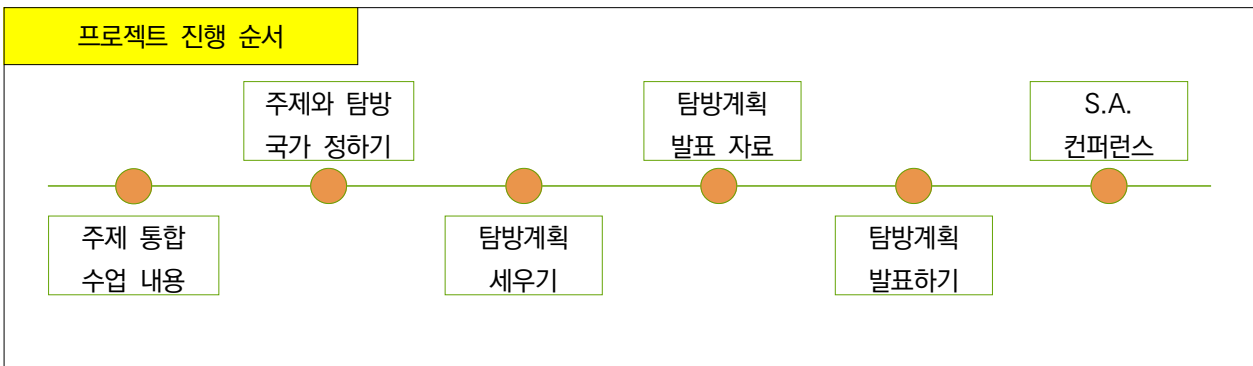 프로젝트 진행 순서
주제 통합
수업 내용
주제와 탐방
국가 정하기
탐방계획
세우기
탐방계획
발표 자료
탐방계획
발표하기
S.A.
컨퍼런스